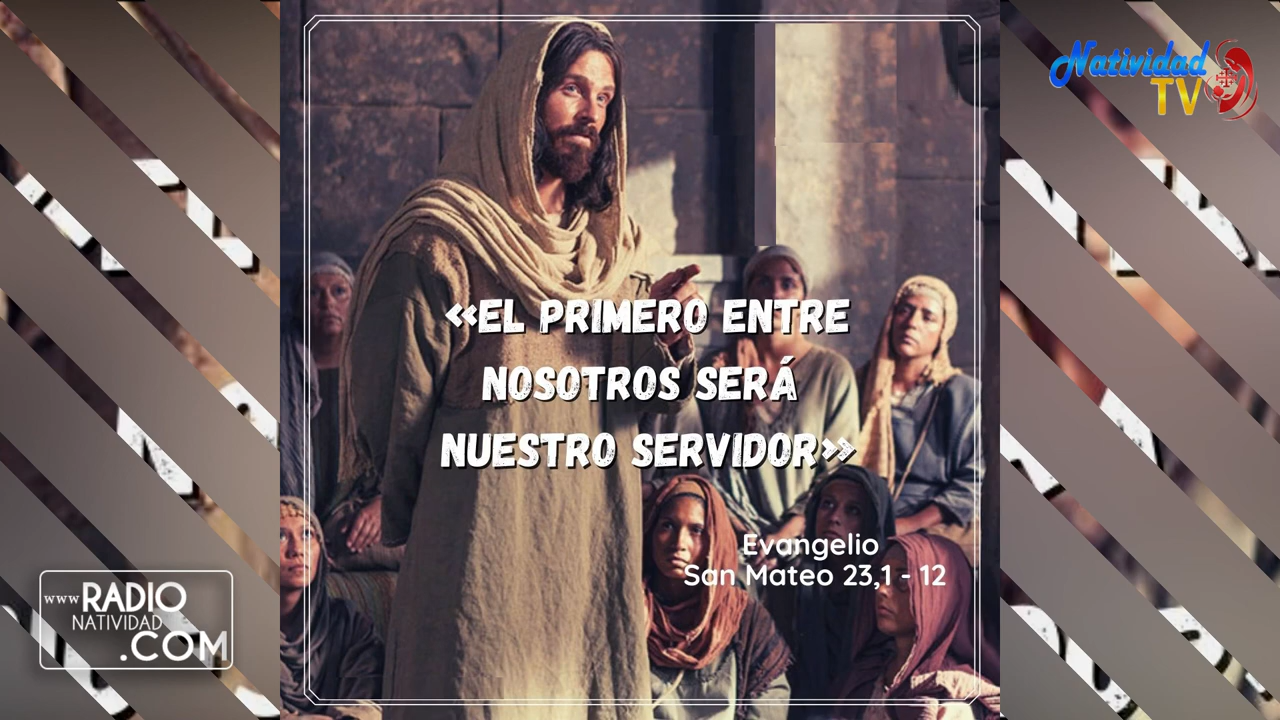 Natividad
TV
«EL PRIMERO ENTRE
NOSOTROS SERÁ
NUESTRO SERVIDOR»
Evangelio
San Mateo 23,1 - 12
www RADIO
NATIVIDAD
.COM